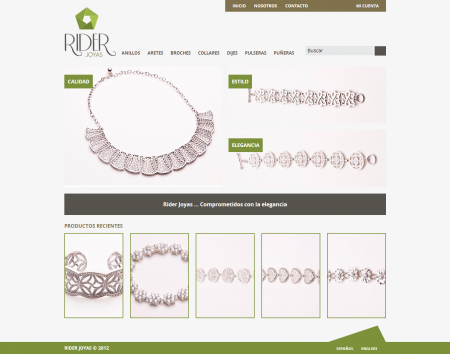 INICIO NOSOTROS CONTACTO MI CUENTA
RIDER
JOYAS
ANILLOS ARETES BROCHES COLLARES DIJES PULSERAS PUÑERAS
Buscar
CALIDAD
ESTILO
ELEGANCIA
Rider Joyas ... Comprometidos con la elegancia
PRODUCTOS RECIENTES
RIDER JOYAS © 2012 ESPAÑOL ENGLISH